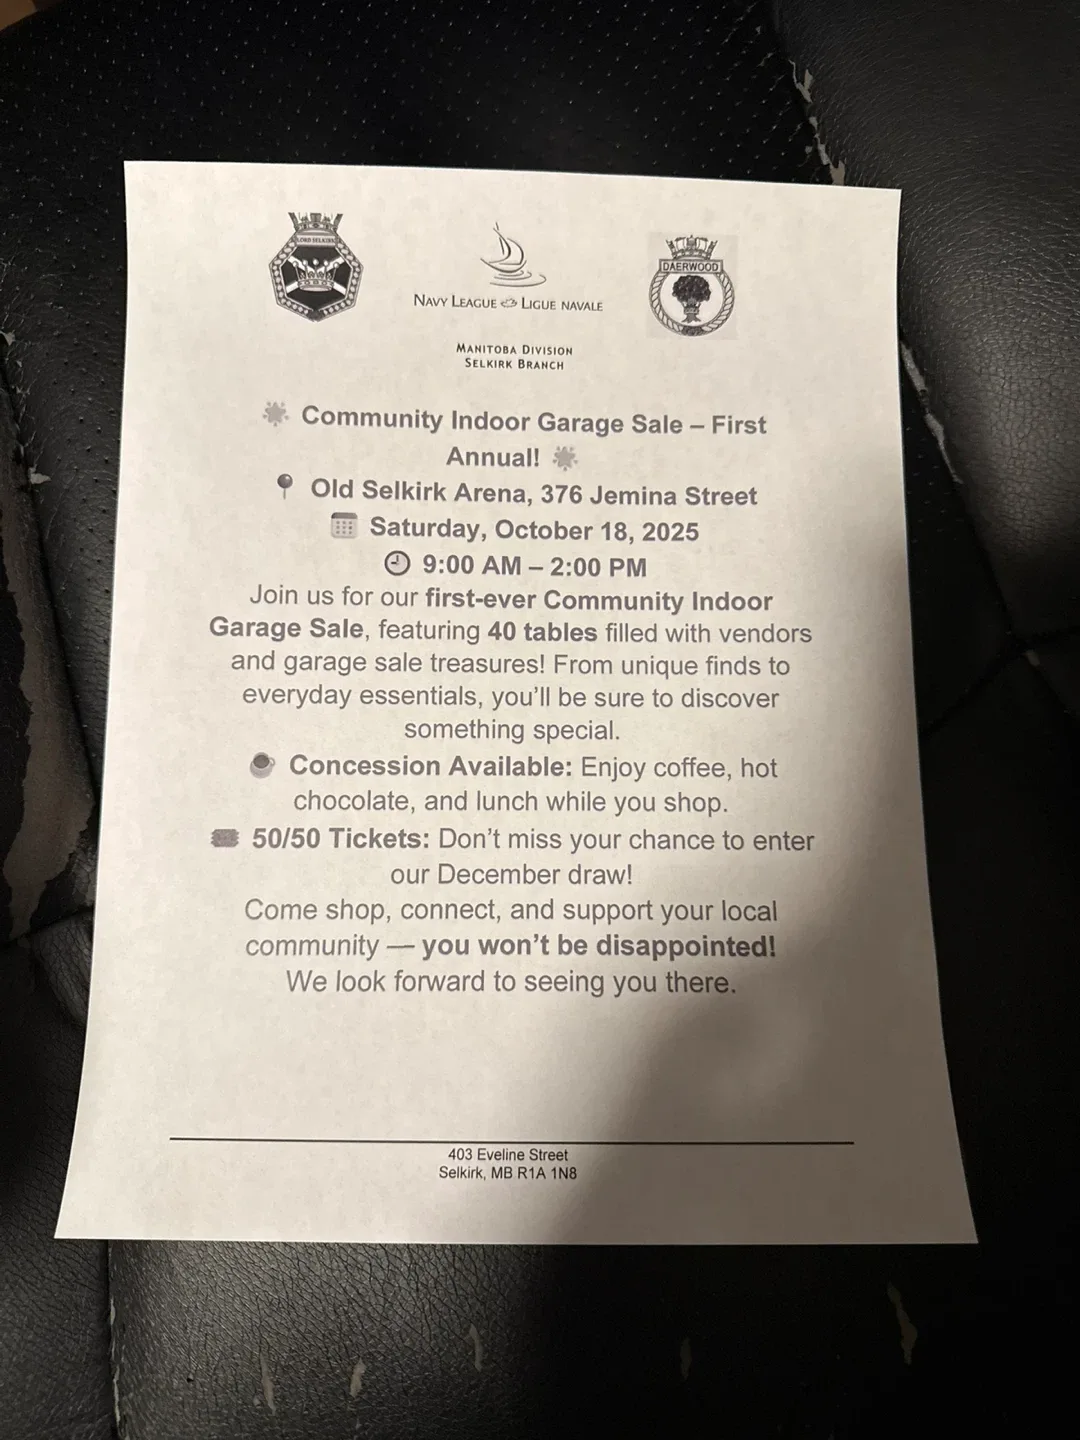 LORD SELKIRK
NAVY LEAGUE LIGUE NAVALE
DAERWOOD
MANITOBA DIVISION
SELKIRK BRANCH
Community Indoor Garage Sale – First
Annual!
Old Selkirk Arena, 376 Jemina Street
Saturday, October 18, 2025
9:00 AM – 2:00 PM
Join us for our first-ever Community Indoor
Garage Sale, featuring 40 tables filled with vendors
and garage sale treasures! From unique finds to
everyday essentials, you’ll be sure to discover
something special.
Concession Available: Enjoy coffee, hot
chocolate, and lunch while you shop.
50/50 Tickets: Don’t miss your chance to enter
our December draw!
Come shop, connect, and support your local
community — you won’t be disappointed!
We look forward to seeing you there.
403 Eveline Street
Selkirk, MB R1A 1N8